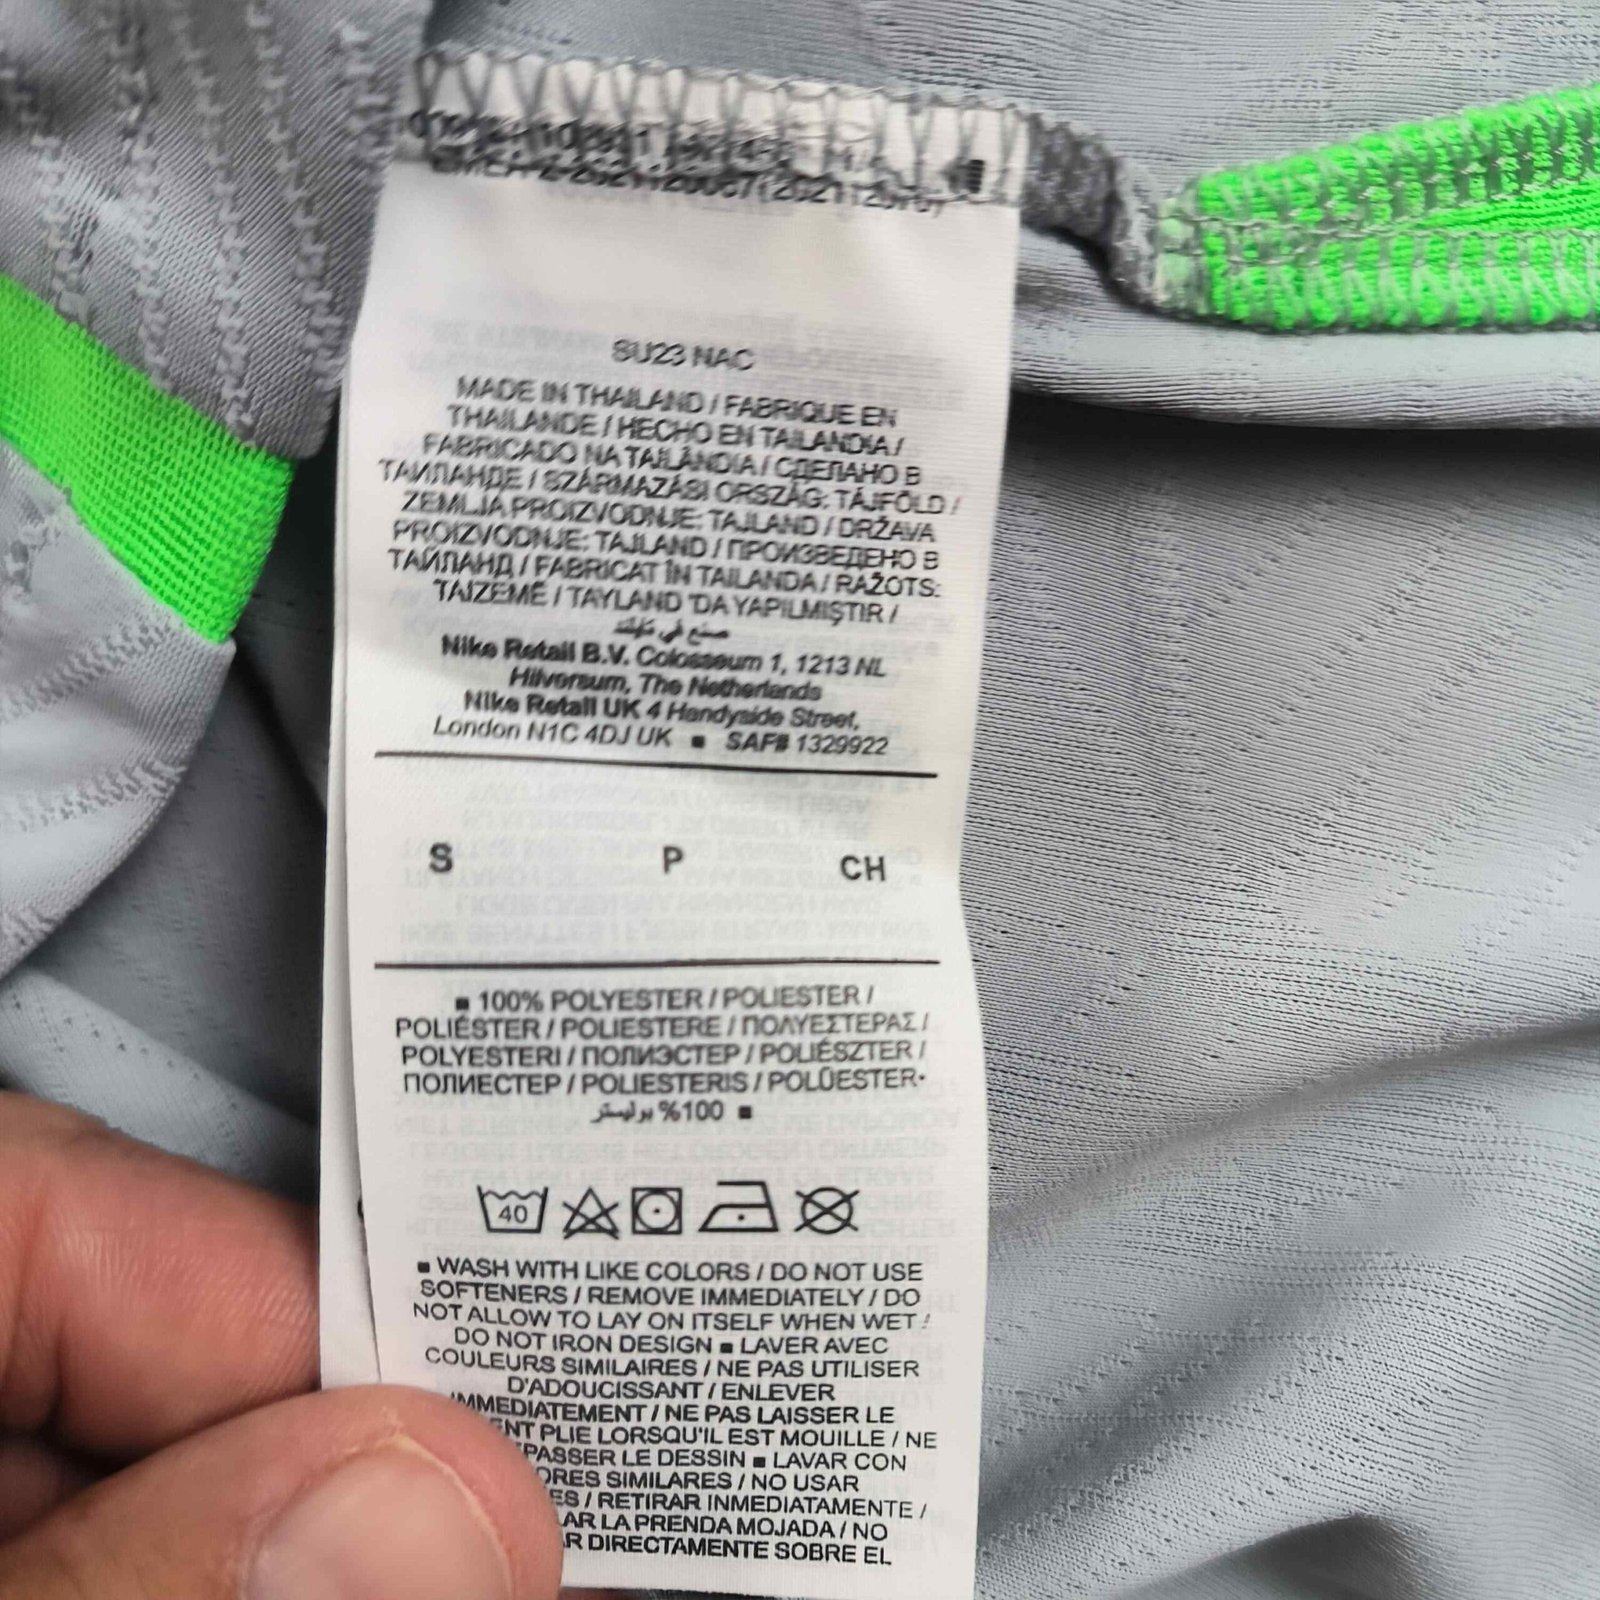 SU23 NAC
MADE IN THAILAND / FABRIQUE EN
THAILANDE / HECHO EN TAILANDIA /
FABRICADO NA TAILÂNDIA / СДЕЛАНО В
ТАИЛАНДЕ / SZÁRMAZÁSI ORSZÁG: TÁJFÖLD /
ZEMLJA PROIZVODNJE: TAJLAND / DRŽAVA
PROIZVODNJE: TAJLAND / ПРОИЗВЕДЕНО В
ТАЙЛАНД / FABRICAT ÎN TAILANDA / RAŽOTS:
TAIZEMĒ / TAYLAND 'DA YAPILMIŞTIR /
صنع في تايلند
Nike Retail B.V. Colosseum 1, 1213 NL
Hilversum, The Netherlands
Nike Retail UK 4 Handyside Street,
London N1C 4DJ UK ■ SAF# 1329922
S P CH
■ 100% POLYESTER / POLIESTER /
POLIÉSTER / POLIESTERE / ΠΟΛΥΕΣΤΕΡΑΣ /
POLYESTERI / ПОЛИЭСТЕР / POLIÉSZTER /
ПОЛИЕСТЕР / POLIESTERIS / POLÜESTER•
■ 100% بوليستر
40
■ WASH WITH LIKE COLORS / DO NOT USE
SOFTENERS / REMOVE IMMEDIATELY / DO
NOT ALLOW TO LAY ON ITSELF WHEN WET /
DO NOT IRON DESIGN ■ LAVER AVEC
COULEURS SIMILAIRES / NE PAS UTILISER
D'ADOUCISSANT / ENLEVER
IMMEDIATEMENT / NE PAS LAISSER LE
PLIE LORSQU'IL EST MOUILLE / NE
LE DESSIN ■ LAVAR CON
SIMILARES / NO USAR
/ RETIRAR INMEDIATAMENTE /
LA PRENDA MOJADA / NO
DIRECTAMENTE SOBRE EL